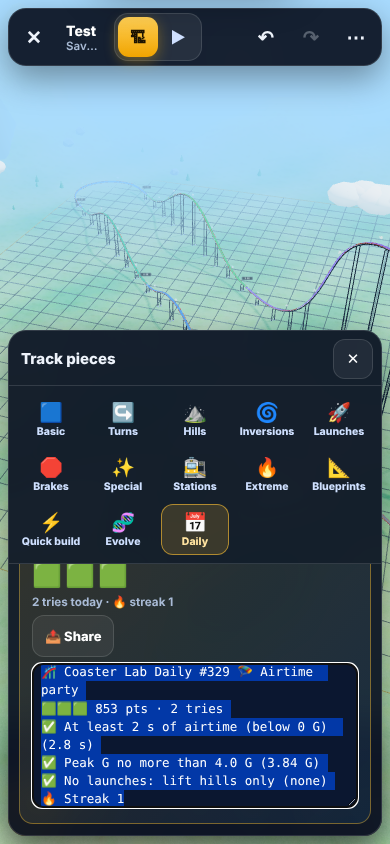 Test
Sav...
Track pieces
Basic
Turns
Hills
Inversions
Launches
Brakes
Special
Stations
Extreme
Blueprints
Quick build
Evolve
Daily
2 tries today · 🔥 streak 1
📤 Share
🎢 Coaster Lab Daily #329 🪂 Airtime
party
🟩🟩🟩 853 pts · 2 tries
✅ At least 2 s of airtime (below 0 G)
(2.8 s)
✅ Peak G no more than 4.0 G (3.84 G)
✅ No launches: lift hills only (none)
🔥 Streak 1